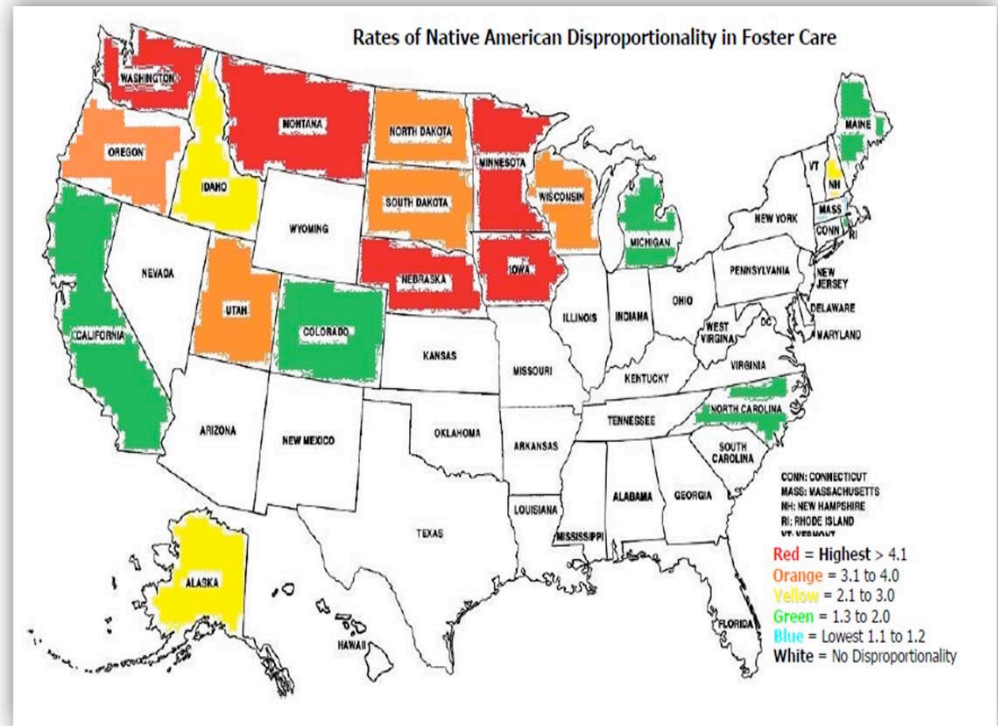 Rates of Native American Disproportionality in Foster Care
WASHINGTON
MONTANA
NORTH DAKOTA
MINNESOTA
MAINE
OREGON
IDAHO
VT
NH
SOUTH DAKOTA
WISCONSIN
MASS
WYOMING
NEW YORK
CONN
RI
MICHIGAN
NEVADA
NEBRASKA
IOWA
PENNSYLVANIA
NEW
JERSEY
UTAH
COLORADO
ILLINOIS
INDIANA
OHIO
DELAWARE
WEST
VIRGINIA
DC
MARYLAND
CALIFORNIA
KANSAS
MISSOURI
KENTUCKY
VIRGINIA
ARIZONA
NEW MEXICO
OKLAHOMA
ARKANSAS
TENNESSEE
NORTH CAROLINA
SOUTH
CAROLINA
TEXAS
LOUISIANA
MISSISSIPPI
ALABAMA
GEORGIA
FLORIDA
ALASKA
HAWAII
CONN: CONNECTICUT
MASS: MASSACHUSETTS
NH: NEW HAMPSHIRE
RI: RHODE ISLAND
VT: VERMONT
Red = Highest > 4.1
Orange = 3.1 to 4.0
Yellow = 2.1 to 3.0
Green = 1.3 to 2.0
Blue = Lowest 1.1 to 1.2
White = No Disproportionality